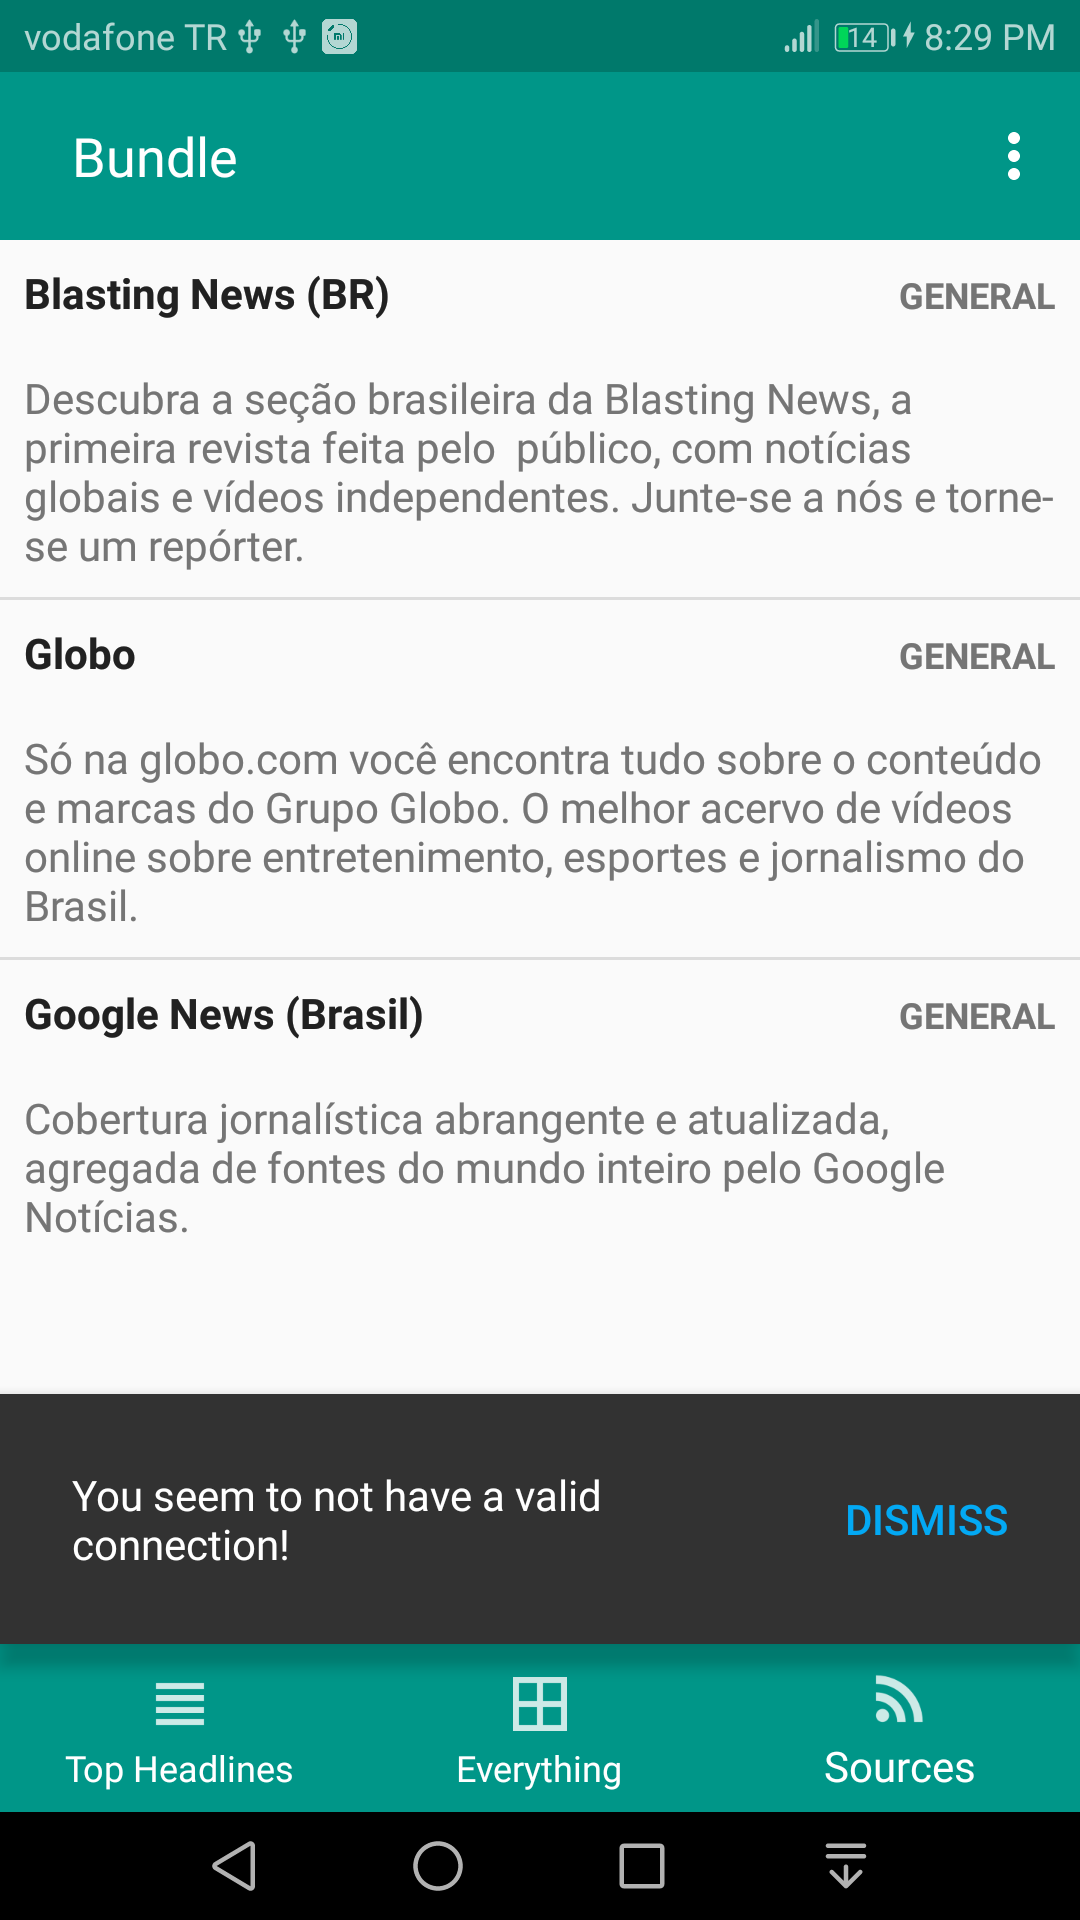 vodafone TR 14 8:29 PM
Bundle
Blasting News (BR) GENERAL
Descubra a seção brasileira da Blasting News, a
primeira revista feita pelo  público, com notícias
globais e vídeos independentes. Junte-se a nós e torne-
se um repórter.
Globo GENERAL
Só na globo.com você encontra tudo sobre o conteúdo
e marcas do Grupo Globo. O melhor acervo de vídeos
online sobre entretenimento, esportes e jornalismo do
Brasil.
Google News (Brasil) GENERAL
Cobertura jornalística abrangente e atualizada,
agregada de fontes do mundo inteiro pelo Google
Notícias.
You seem to not have a valid
connection!
DISMISS
Top Headlines Everything Sources